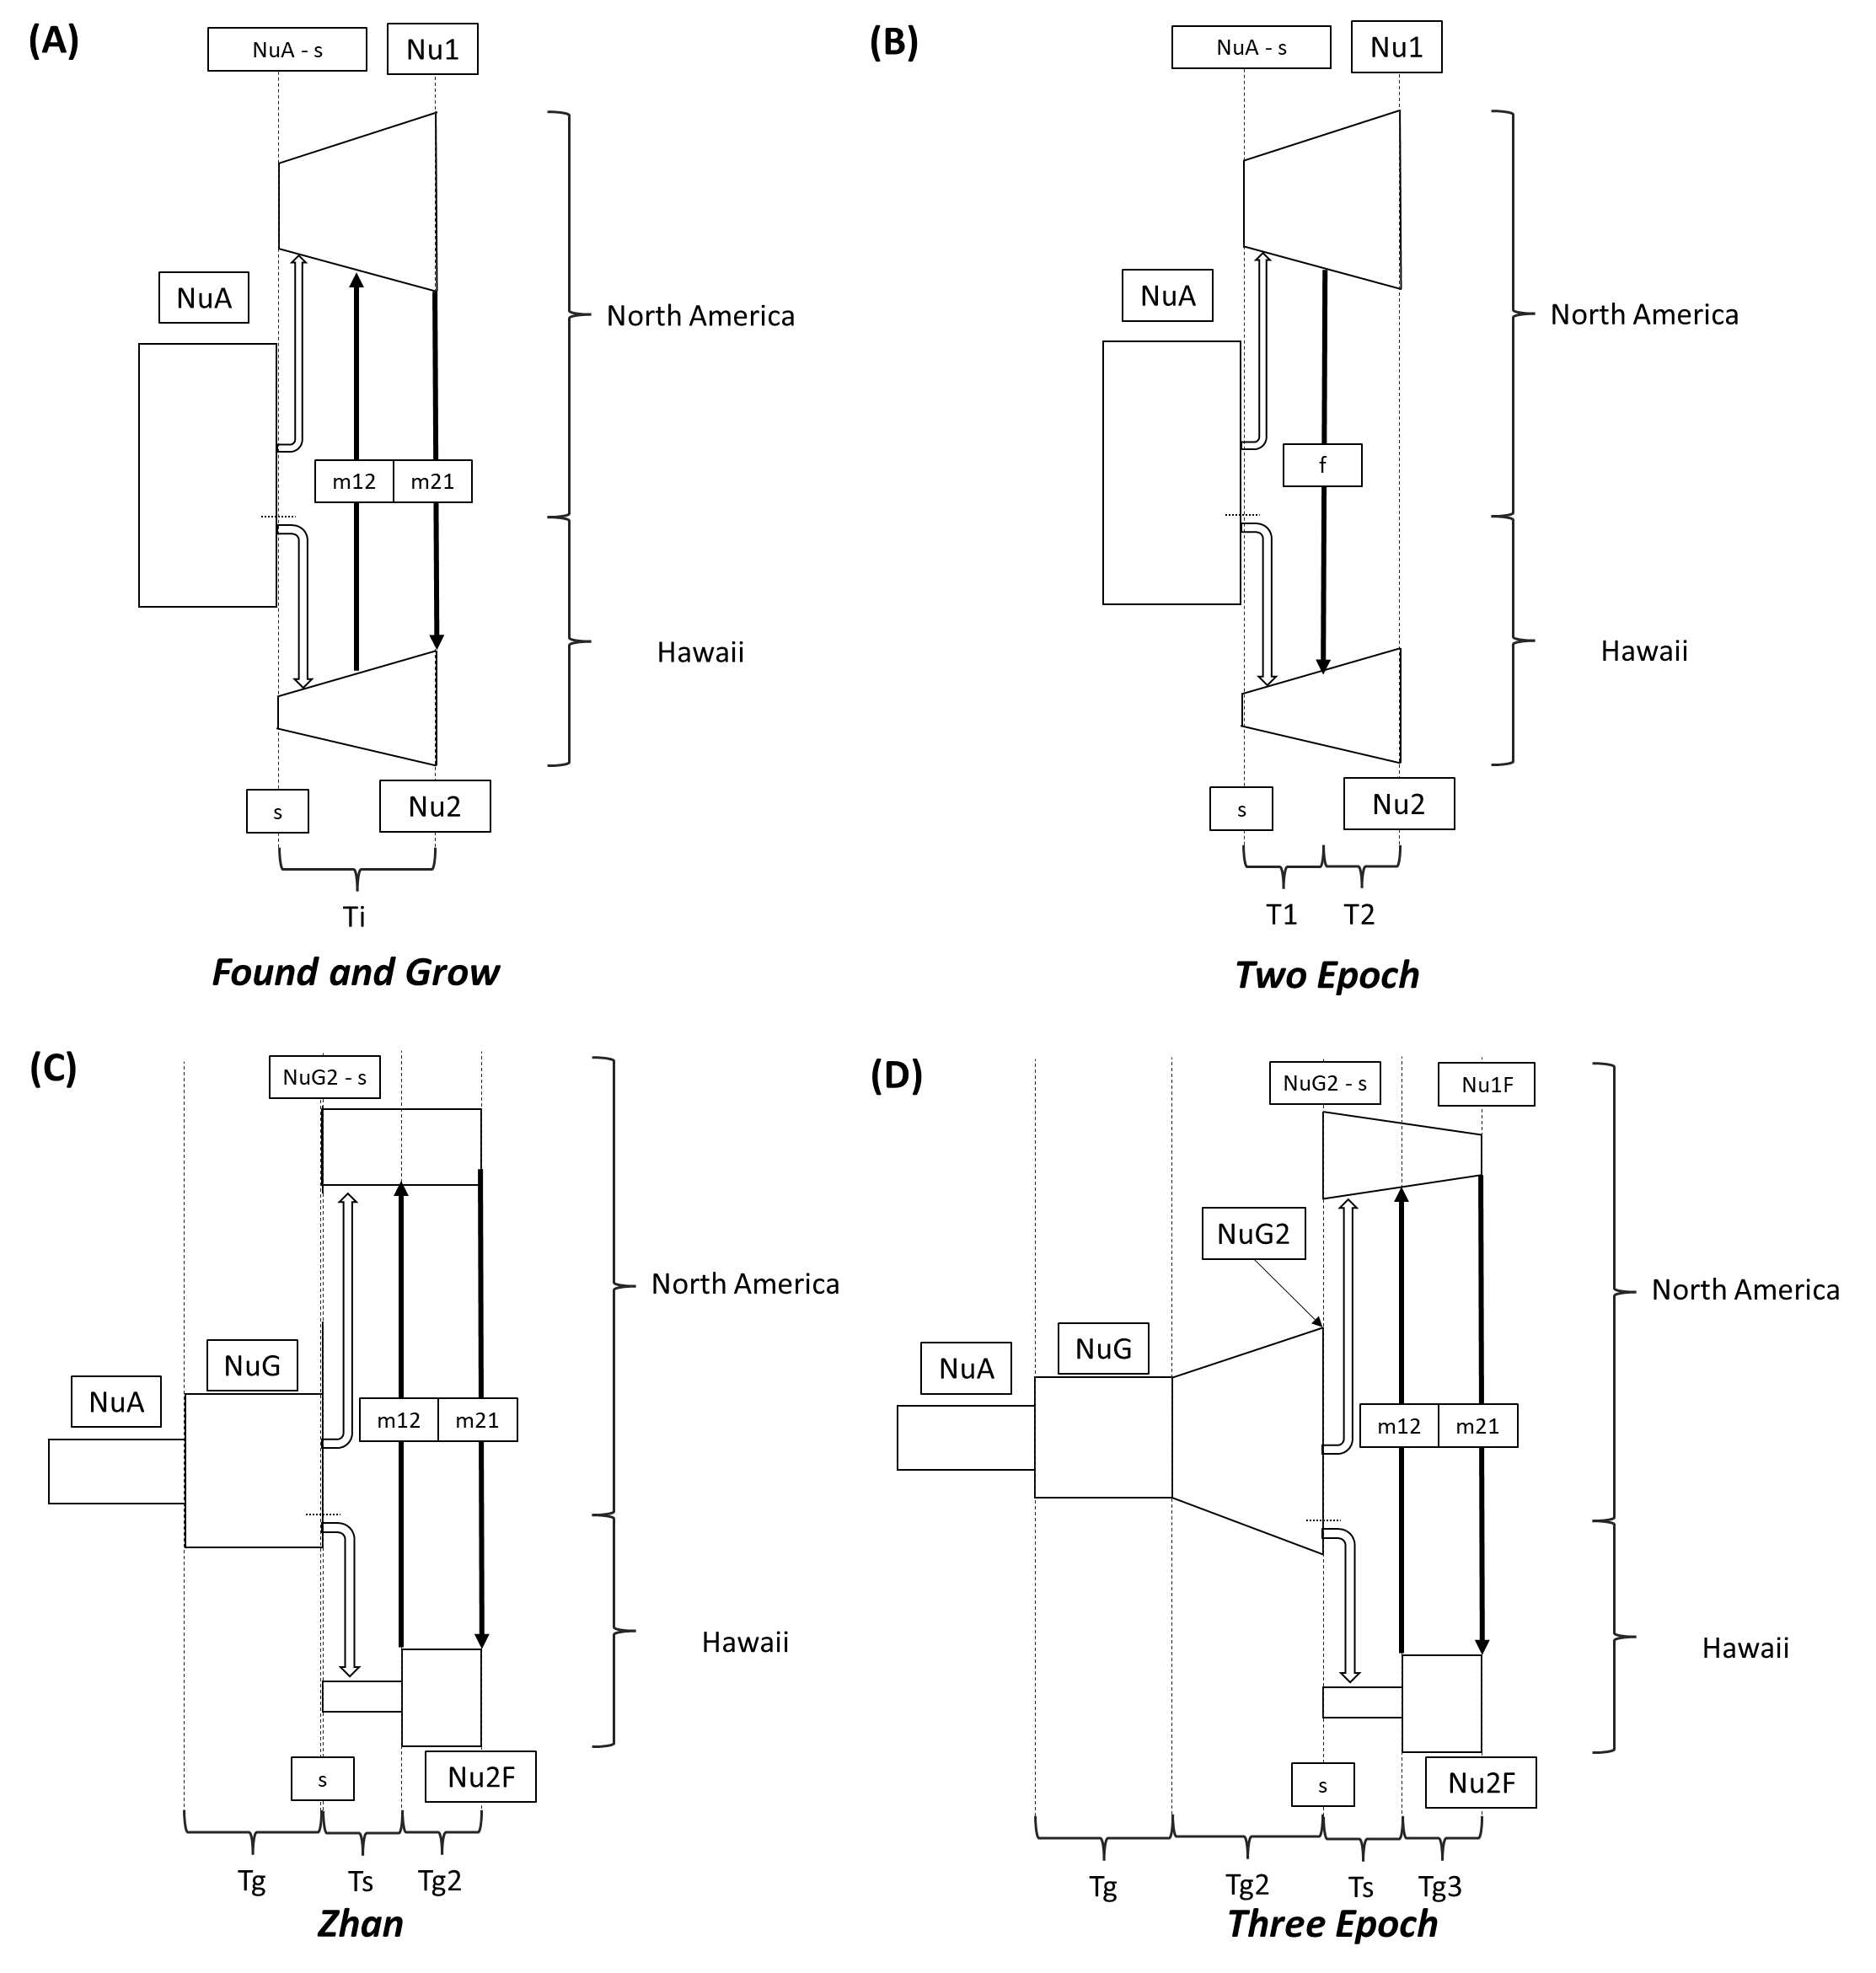 (A)
NuA - s
Nu1
NuA
North America
m12
m21
Hawaii
s
Nu2
Ti
Found and Grow
(B)
NuA - s
Nu1
NuA
North America
f
Hawaii
s
Nu2
T1
T2
Two Epoch
(C)
NuG2 - s
North America
NuG
NuA
m12
m21
Hawaii
s
Nu2F
Tg
Ts
Tg2
Zhan
(D)
NuG2 - s
Nu1F
NuG2
North America
NuG
NuA
m12
m21
Hawaii
s
Nu2F
Tg
Tg2
Ts
Tg3
Three Epoch